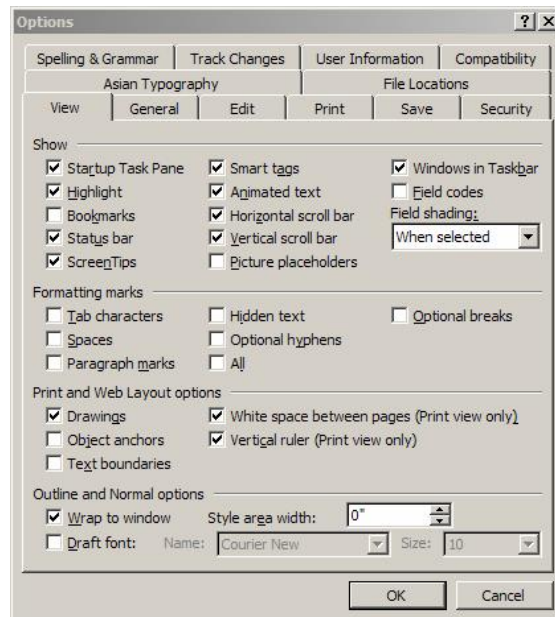 Options
Spelling & Grammar Track Changes User Information Compatibility
Asian Typography File Locations
View General Edit Print Save Security
Show
Startup Task Pane Smart tags Windows in Taskbar
Highlight Animated text Field codes
Bookmarks Horizontal scroll bar Field shading:
Status bar Vertical scroll bar When selected
ScreenTips Picture placeholders
Formatting marks
Tab characters Hidden text Optional breaks
Spaces Optional hyphens
Paragraph marks All
Print and Web Layout options
Drawings White space between pages (Print view only)
Object anchors Vertical ruler (Print view only)
Text boundaries
Outline and Normal options
Wrap to window Style area width: 0"
Draft font: Name: Courier New Size: 10
OK Cancel